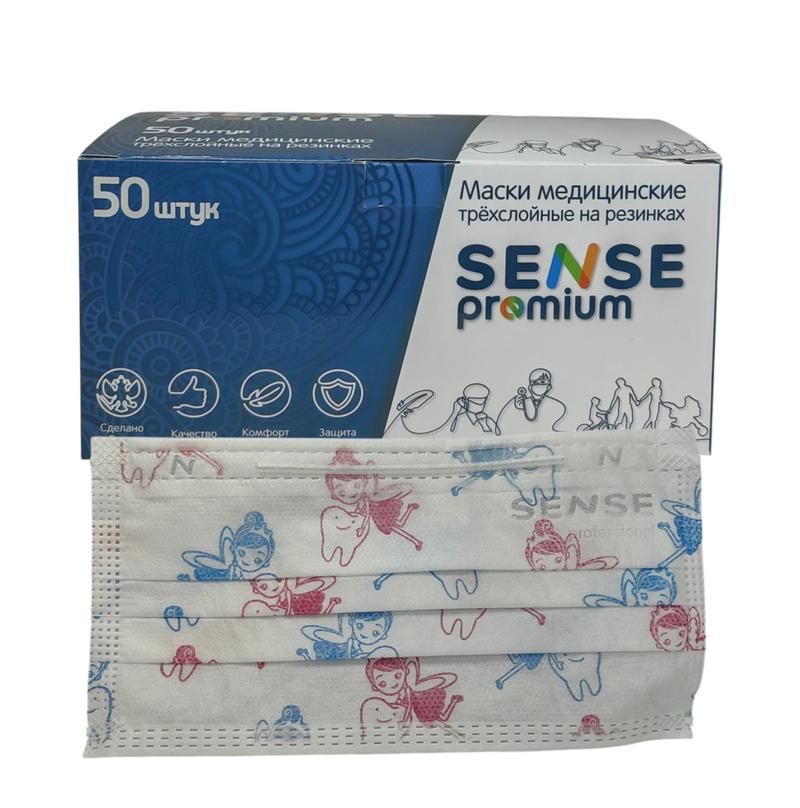 premium
50 штук
Маски медицинские
трёхслойные на резинках
50 штук
Маски медицинские
трёхслойные на резинках
SENSE
premium
Сделано
Качество
Комфорт
Защита
N
N
SENSE